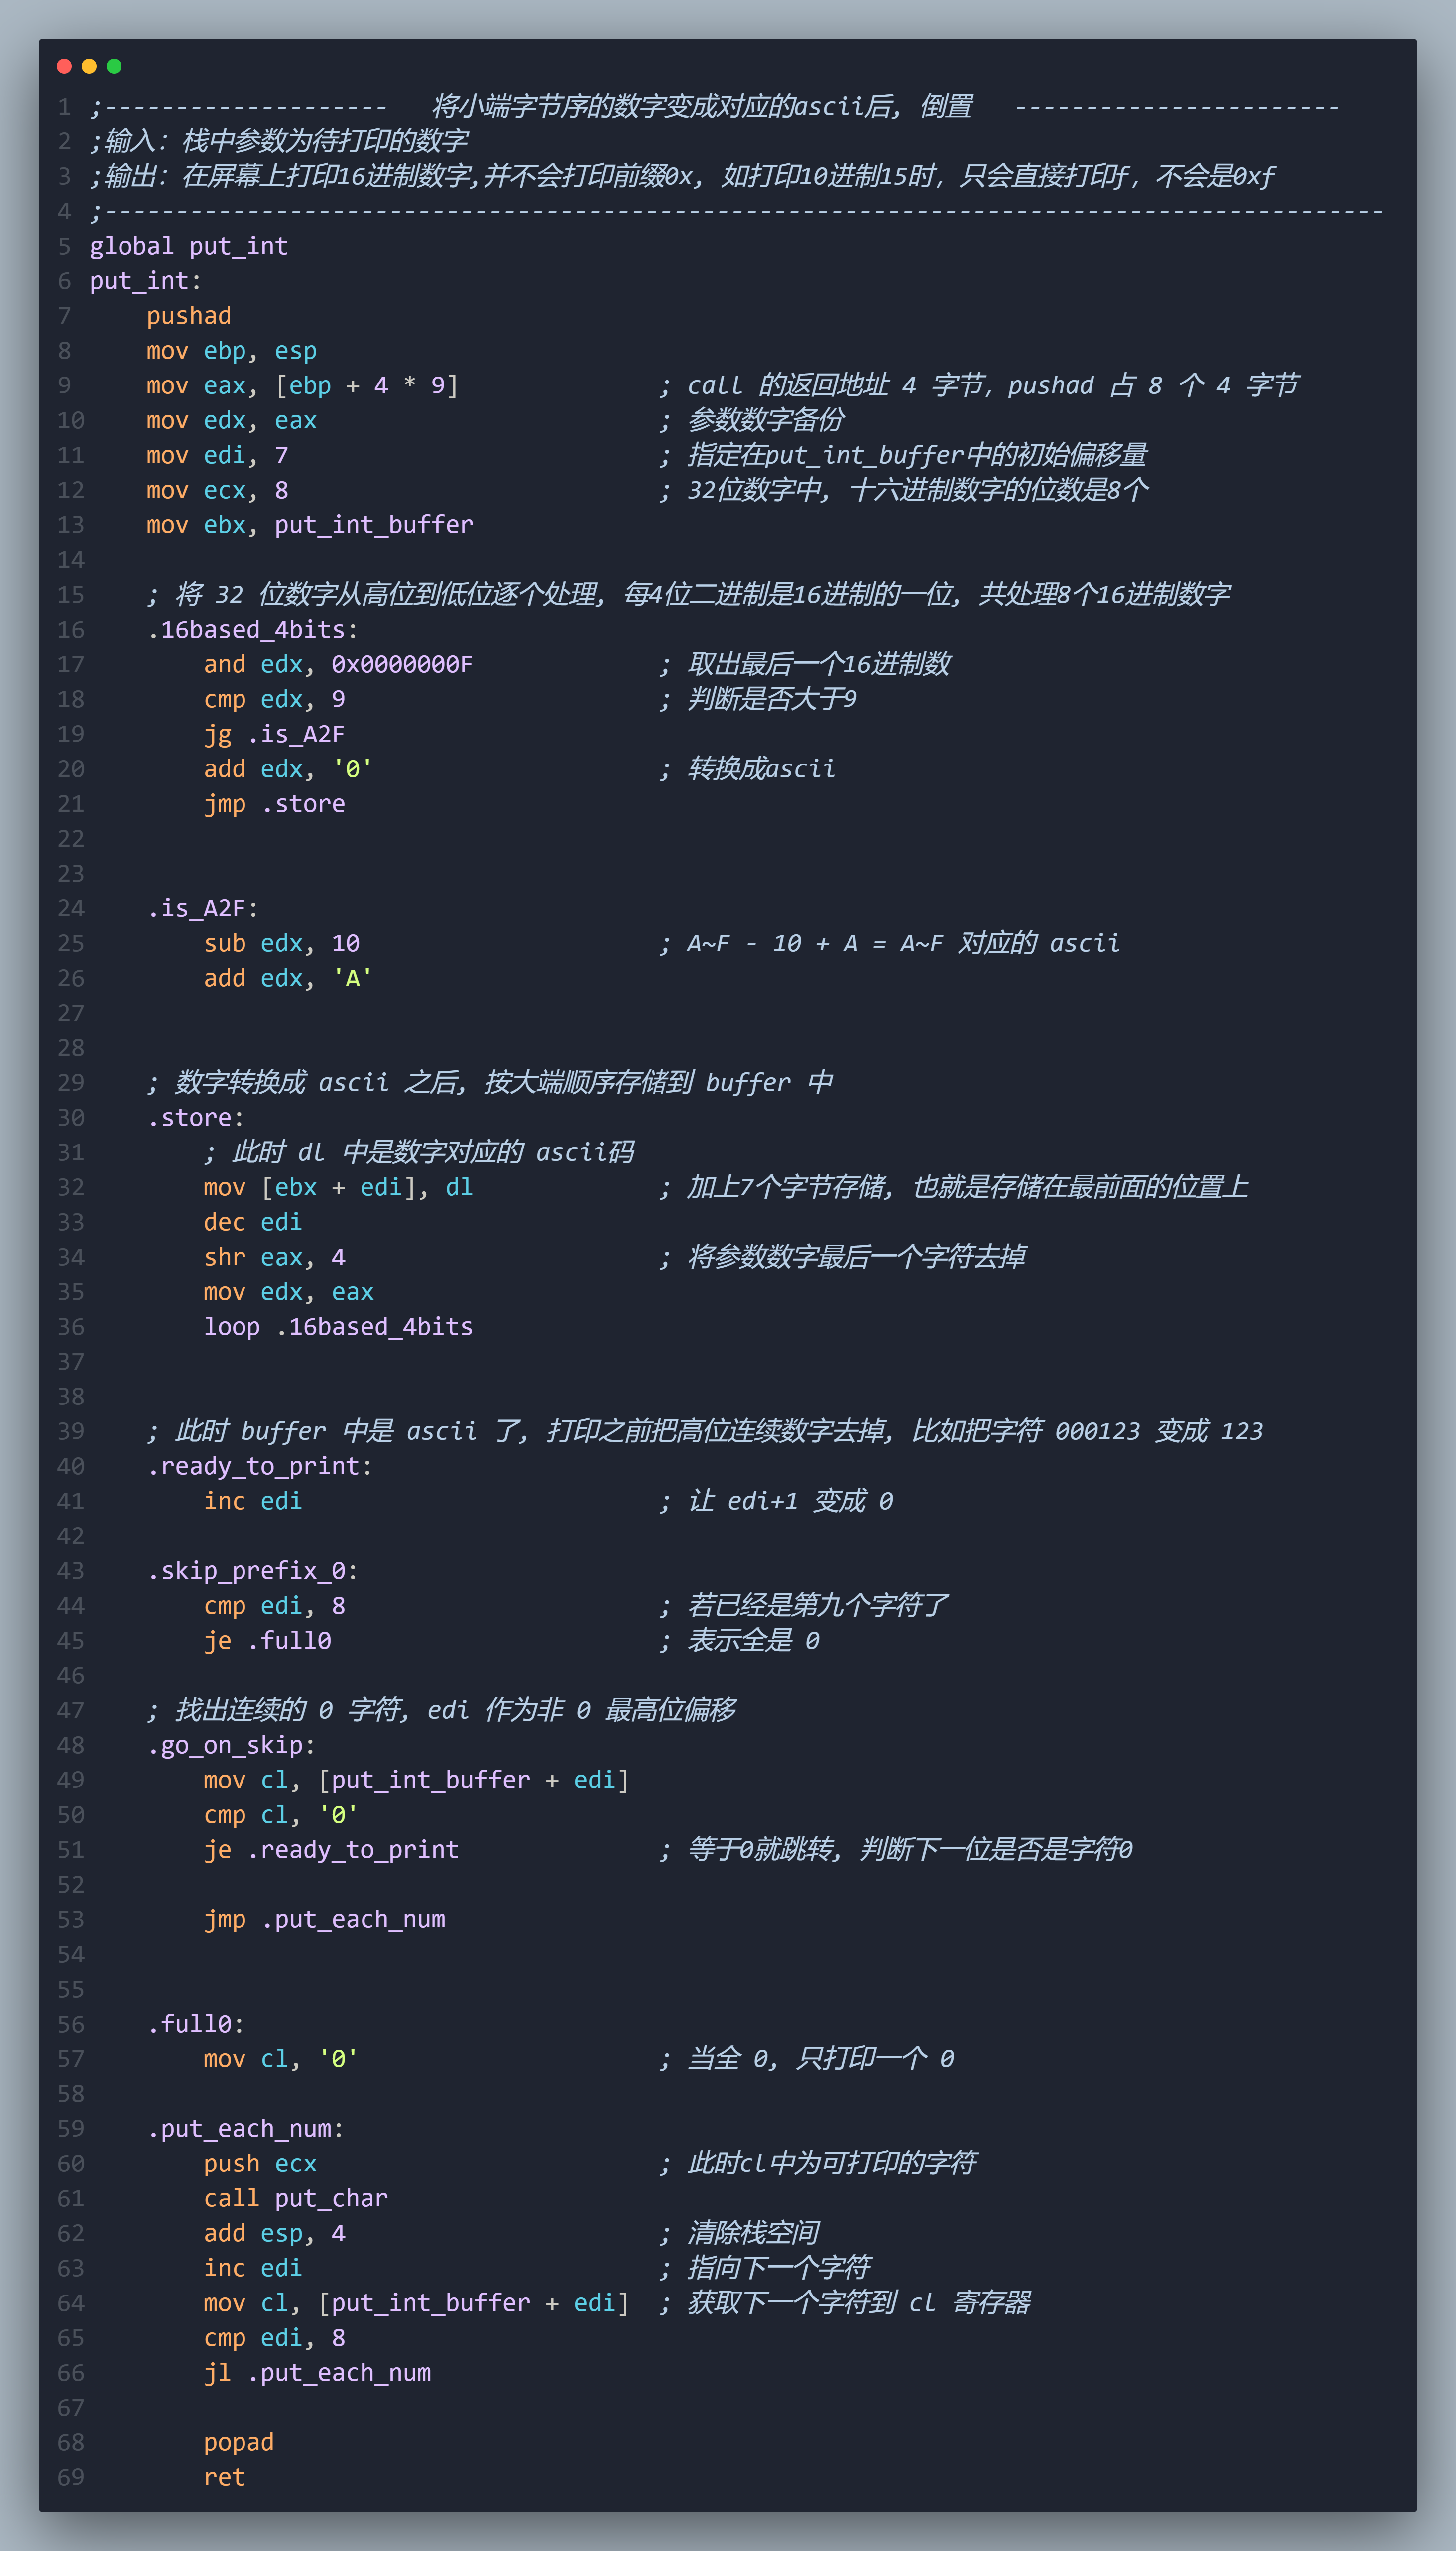 1 ;--------------------   将小端字节序的数字变成对应的ascii后, 倒置   -----------------------
2 ;输入: 栈中参数为待打印的数字
3 ;输出: 在屏幕上打印16进制数字,并不会打印前缀0x, 如打印10进制15时, 只会直接打印f, 不会是0xf
4 ;------------------------------------------------------------------------------------------
5 global put_int
6 put_int:
7     pushad
8     mov ebp, esp
9     mov eax, [ebp + 4 * 9]              ; call 的返回地址 4 字节, pushad 占 8 个 4 字节
10     mov edx, eax                        ; 参数数字备份
11     mov edi, 7                          ; 指定在put_int_buffer中的初始偏移量
12     mov ecx, 8                          ; 32位数字中, 十六进制数字的位数是8个
13     mov ebx, put_int_buffer
14
15     ; 将 32 位数字从高位到低位逐个处理, 每4位二进制是16进制的一位, 共处理8个16进制数字
16     .16based_4bits:
17         and edx, 0x0000000F             ; 取出最后一个16进制数
18         cmp edx, 9                      ; 判断是否大于9
19         jg .is_A2F
20         add edx, '0'                    ; 转换成ascii
21         jmp .store
22
23
24     .is_A2F:
25         sub edx, 10                     ; A~F - 10 + A = A~F 对应的 ascii
26         add edx, 'A'
27
28
29     ; 数字转换成 ascii 之后, 按大端顺序存储到 buffer 中
30     .store:
31         ; 此时 dl 中是数字对应的 ascii码
32         mov [ebx + edi], dl             ; 加上7个字节存储, 也就是存储在最前面的位置上
33         dec edi
34         shr eax, 4                      ; 将参数数字最后一个字符去掉
35         mov edx, eax
36         loop .16based_4bits
37
38
39     ; 此时 buffer 中是 ascii 了, 打印之前把高位连续数字去掉, 比如把字符 000123 变成 123
40     .ready_to_print:
41         inc edi                         ; 让 edi+1 变成 0
42
43     .skip_prefix_0:
44         cmp edi, 8                      ; 若已经是第九个字符了
45         je .full0                       ; 表示全是 0
46
47     ; 找出连续的 0 字符, edi 作为非 0 最高位偏移
48     .go_on_skip:
49         mov cl, [put_int_buffer + edi]
50         cmp cl, '0'
51         je .ready_to_print              ; 等于0就跳转, 判断下一位是否是字符0
52
53         jmp .put_each_num
54
55
56     .full0:
57         mov cl, '0'                     ; 当全 0, 只打印一个 0
58
59     .put_each_num:
60         push ecx                        ; 此时cl中为可打印的字符
61         call put_char
62         add esp, 4                      ; 清除栈空间
63         inc edi                         ; 指向下一个字符
64         mov cl, [put_int_buffer + edi]  ; 获取下一个字符到 cl 寄存器
65         cmp edi, 8
66         jl .put_each_num
67
68         popad
69         ret